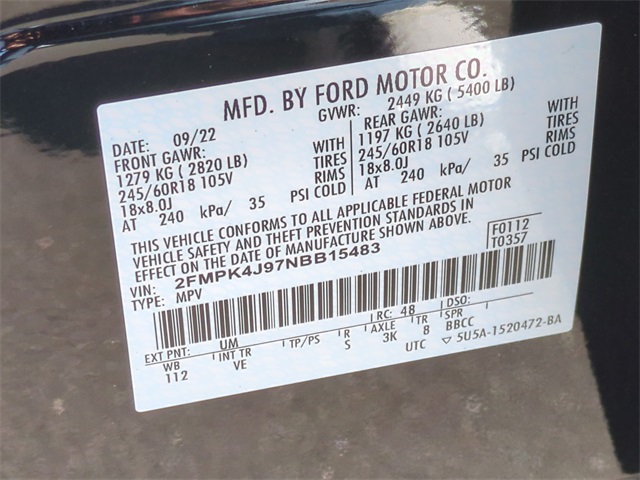 MFD. BY FORD MOTOR CO.
DATE: 09/22 GVWR: 2449 KG ( 5400 LB)
FRONT GAWR: REAR GAWR:
1279 KG ( 2820 LB) WITH 1197 KG ( 2640 LB) WITH
245/60R18 105V TIRES 245/60R18 105V TIRES
18x8.0J RIMS 18x8.0J RIMS
AT 240 kPa/ 35 PSI COLD AT 240 kPa/ 35 PSI COLD
THIS VEHICLE CONFORMS TO ALL APPLICABLE FEDERAL MOTOR
VEHICLE SAFETY AND THEFT PREVENTION STANDARDS IN
EFFECT ON THE DATE OF MANUFACTURE SHOWN ABOVE.
VIN: 2FMPK4J97NBB15483 F0112
TYPE: MPV T0357
EXT PNT: UM RC: 48 DSO:
WB INT TR TP/PS R AXLE TR SPR
112 VE S 3K 8 BBCC
UTC ▽ 5U5A-1520472-BA